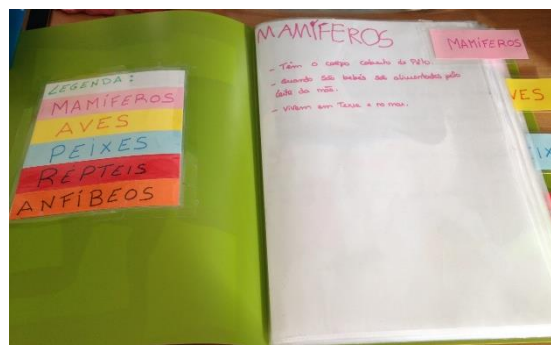 LEGENDA:
MAMÍFEROS
AVES
PEIXES
RÉPTEIS
ANFÍBEOS
MAMÍFEROS
- Têm o corpo coberto de Pêlo.
- quando são bebés são alimentados pelo
leite da mãe.
- Vivem em Terra e no mar.
MAMÍFEROS
VES
IX